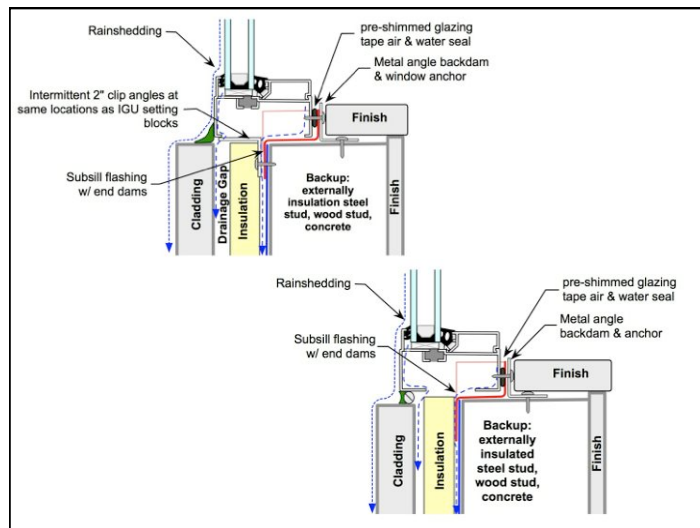 Rainshedding
pre-shimmed glazing
tape air & water seal
Metal angle backdam
& window anchor
Intermittent 2" clip angles at
same locations as IGU setting
blocks
Finish
Subsill flashing
w/ end dams
Cladding
Drainage Gap
Insulation
Backup:
externally
insulation steel
stud, wood stud,
concrete
Finish
Rainshedding
pre-shimmed glazing
tape air & water seal
Metal angle
backdam & anchor
Subsill flashing
w/ end dams
Finish
Cladding
Insulation
Backup:
externally
insulated
steel stud,
wood stud,
concrete
Finish